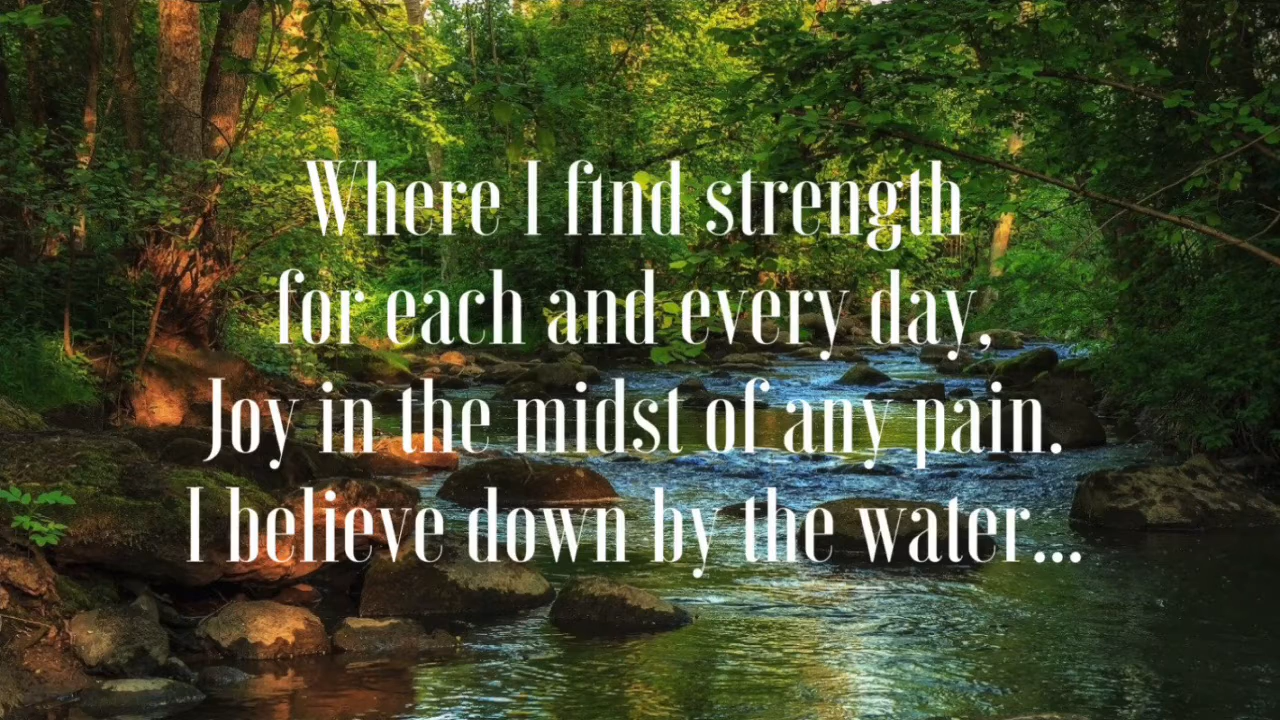 Where I find strength
for each and every day,
Joy in the midst of any pain.
I believe down by the water...